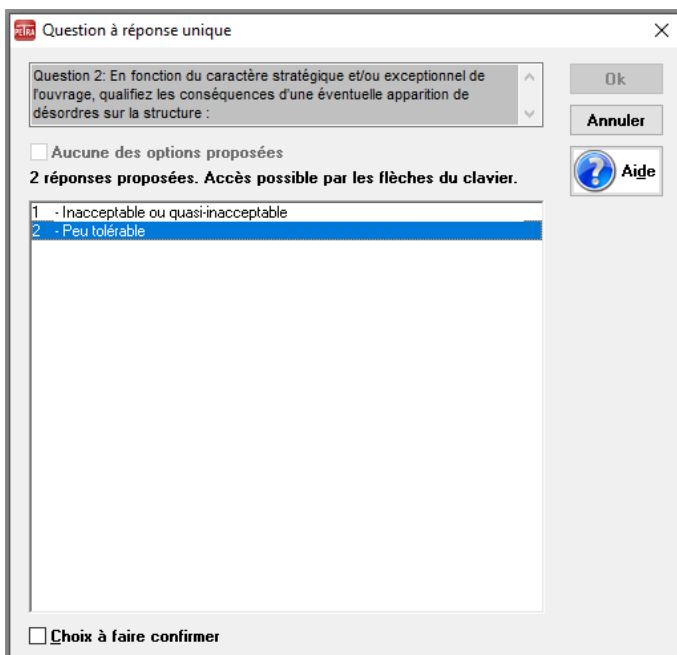 PETRA Question à réponse unique
Question 2: En fonction du caractère stratégique et/ou exceptionnel de
l'ouvrage, qualifiez les conséquences d'une éventuelle apparition de
désordres sur la structure :
Ok
Annuler
Aide
Aucune des options proposées
2 réponses proposées. Accès possible par les flèches du clavier.
1 - Inacceptable ou quasi-inacceptable
2 - Peu tolérable
Choix à faire confirmer